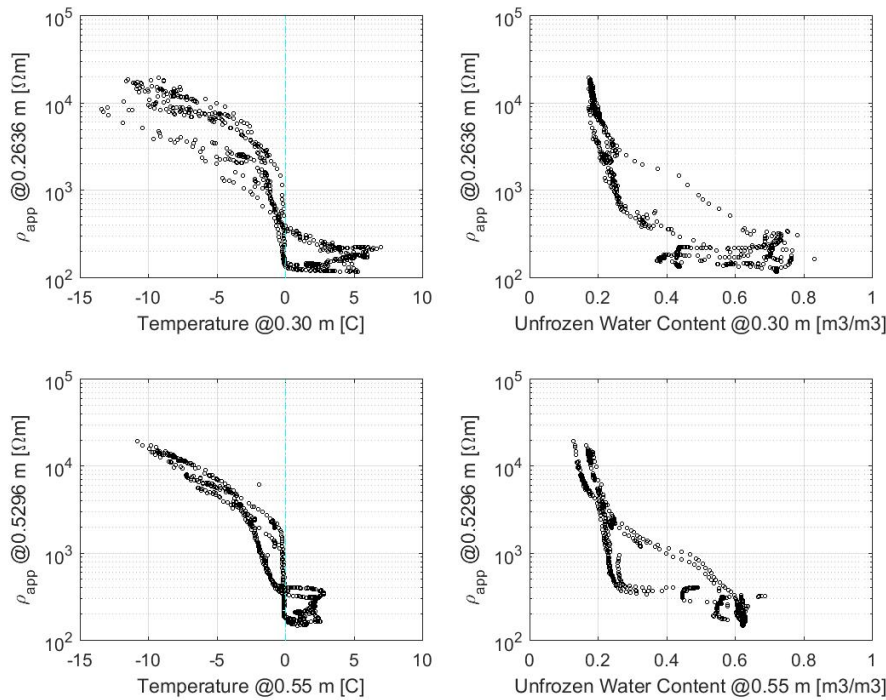 10^5
10^4
10^3
10^2
ρ_app @0.2636 m [Ωm]
-15 -10 -5 0 5 10
Temperature @0.30 m [C]
10^5
10^4
10^3
10^2
ρ_app @0.2636 m [Ωm]
0 0.2 0.4 0.6 0.8 1
Unfrozen Water Content @0.30 m [m3/m3]
10^5
10^4
10^3
10^2
ρ_app @0.5296 m [Ωm]
-15 -10 -5 0 5 10
Temperature @0.55 m [C]
10^5
10^4
10^3
10^2
ρ_app @0.5296 m [Ωm]
0 0.2 0.4 0.6 0.8 1
Unfrozen Water Content @0.55 m [m3/m3]